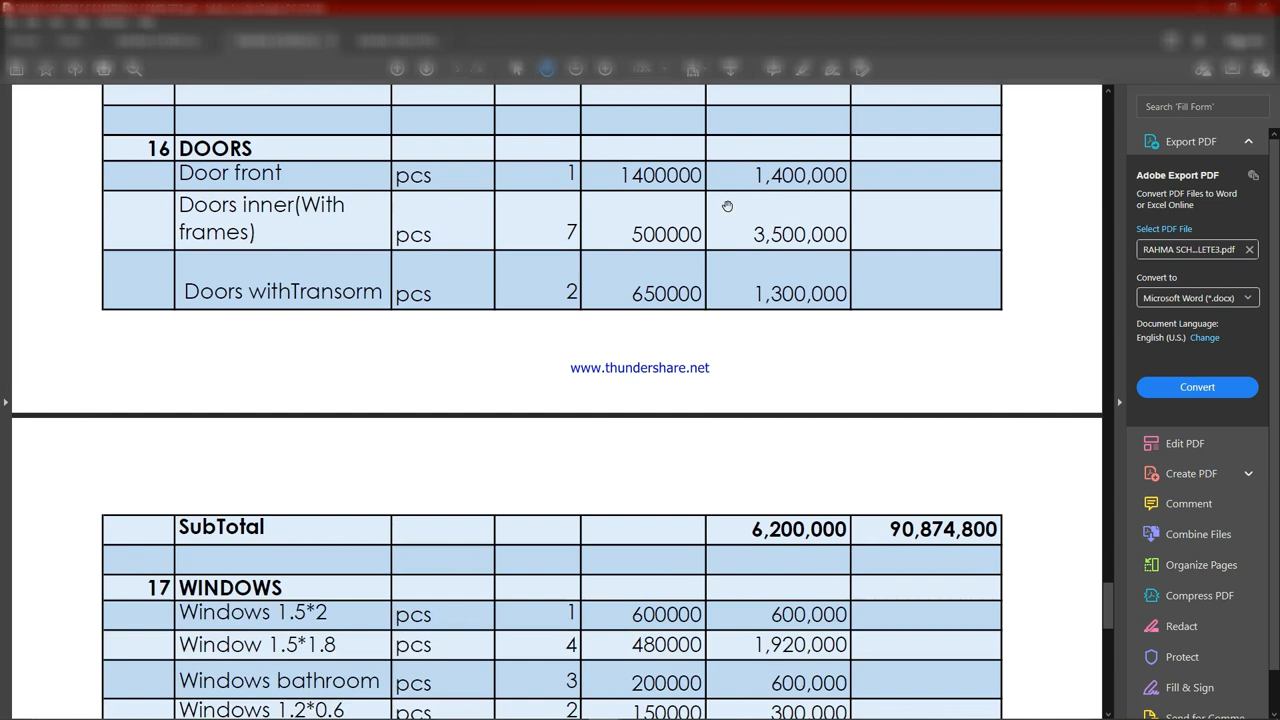 Search 'Fill Form'
Export PDF
Adobe Export PDF
Convert PDF Files to Word
or Excel Online
Select PDF File
RAHMA SCH...LETE3.pdf
Convert to
Microsoft Word (*.docx)
Document Language:
English (U.S.) Change
Convert
Edit PDF
Create PDF
Comment
Combine Files
Organize Pages
Compress PDF
Redact
Protect
Fill & Sign
Send for Comme
16 DOORS
Door front pcs 1 1400000 1,400,000
Doors inner(With
frames) pcs 7 500000 3,500,000
Doors withTransorm pcs 2 650000 1,300,000
www.thundershare.net
SubTotal 6,200,000 90,874,800
17 WINDOWS
Windows 1.5*2 pcs 1 600000 600,000
Window 1.5*1.8 pcs 4 480000 1,920,000
Windows bathroom pcs 3 200000 600,000
Windows 1.2*0.6 pcs 2 150000 300,000